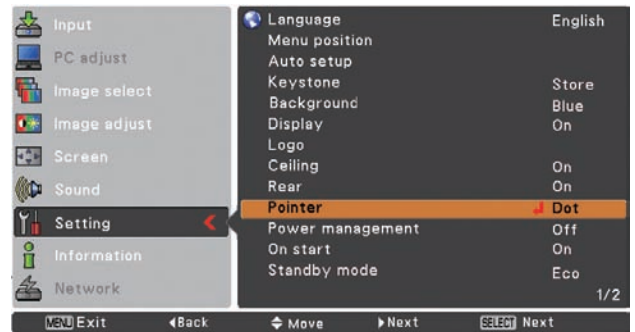 Input
PC adjust
Image select
Image adjust
Screen
Sound
Setting
Information
Network
Language English
Menu position
Auto setup
Keystone Store
Background Blue
Display On
Logo
Ceiling On
Rear On
Pointer Dot
Power management Off
On start On
Standby mode Eco
1/2
MENU Exit Back Move Next SELECT Next